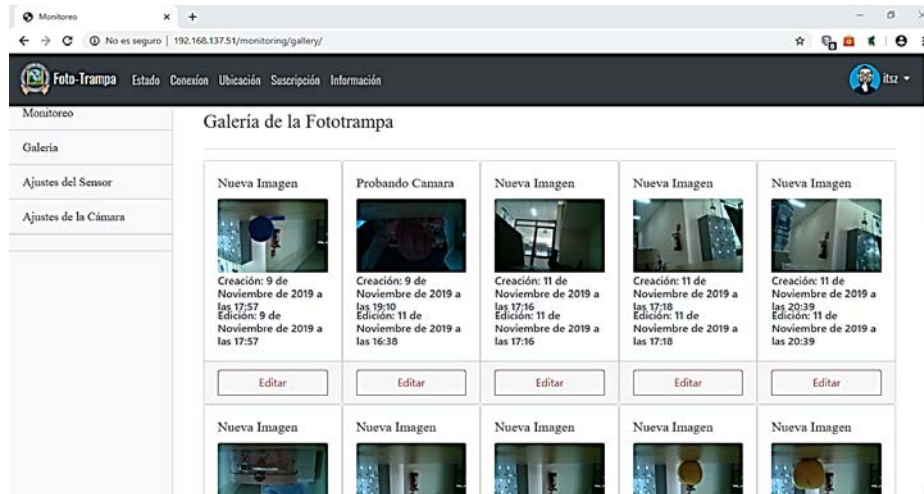 Monitoreo
No es seguro | 192.168.137.51/monitoring/gallery/
Foto-Trampa Estado Conexíon Ubicación Suscripción Información itsz
Monitoreo
Galeria
Ajustes del Sensor
Ajustes de la Cámara
Galería de la Fototrampa
Nueva Imagen
Creación: 9 de
Noviembre de 2019 a
las 17:57
Edición: 9 de
Noviembre de 2019 a
las 17:57
Editar
Probando Camara
Creación: 9 de
Noviembre de 2019 a
las 19:10
Edición: 11 de
Noviembre de 2019 a
las 16:38
Editar
Nueva Imagen
Creación: 11 de
Noviembre de 2019 a
las 17:16
Edición: 11 de
Noviembre de 2019 a
las 17:16
Editar
Nueva Imagen
Creación: 11 de
Noviembre de 2019 a
las 17:18
Edición: 11 de
Noviembre de 2019 a
las 17:18
Editar
Nueva Imagen
Creación: 11 de
Noviembre de 2019 a
las 20:39
Edición: 11 de
Noviembre de 2019 a
las 20:39
Editar
Nueva Imagen
Nueva Imagen
Nueva Imagen
Nueva Imagen
Nueva Imagen